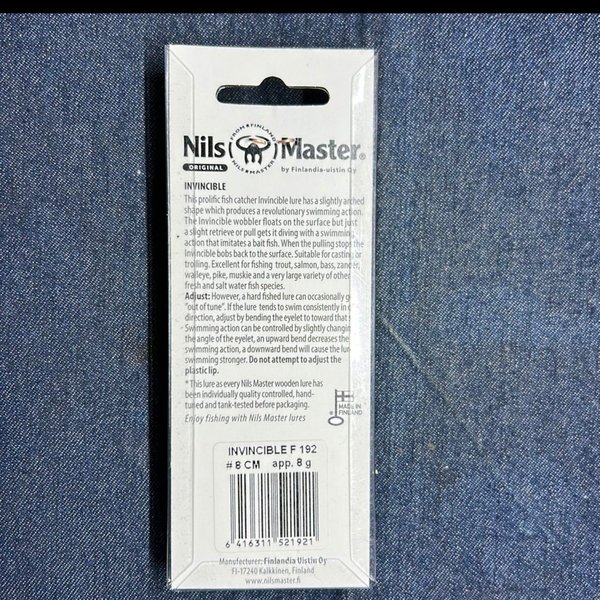 Nils Master®
FROM FINLAND
NILS MASTER
ORIGINAL
by Finlandia-uistin Oy
INVINCIBLE
This prolific fish catcher Invincible lure has a slightly arched
shape which produces a revolutionary swimming action.
The Invincible wobbler floats on the surface but just
a slight retrieve or pull gets it diving with a swimming
action that imitates a bait fish. When the pulling stops the
Invincible bobs back to the surface. Suitable for casting or
trolling. Excellent for fishing trout, salmon, bass, zander,
walleye, pike, muskie and a very large variety of other
fresh and salt water fish species.
Adjust: However, a hard fished lure can occasionally
"out of tune". If the lure tends to swim consistently in
direction, adjust by bending the eyelet to toward that
Swimming action can be controlled by slightly
the angle of the eyelet, an upward bend decreases the
swimming action, a downward bend will cause the
swimming stronger. Do not attempt to adjust the
plastic lip.
* This lure as every Nils Master wooden lure has
been individually quality controlled, hand-
tuned and tank-tested before packaging.
Enjoy fishing with Nils Master lures
MADE IN
FINLAND
INVINCIBLE F 192
# 8 CM app. 8 g
6 416311 521921
Manufacturer: Finlandia Uistin Oy
FI-17240 Kalkkinen, Finland
www.nilsmaster.fi